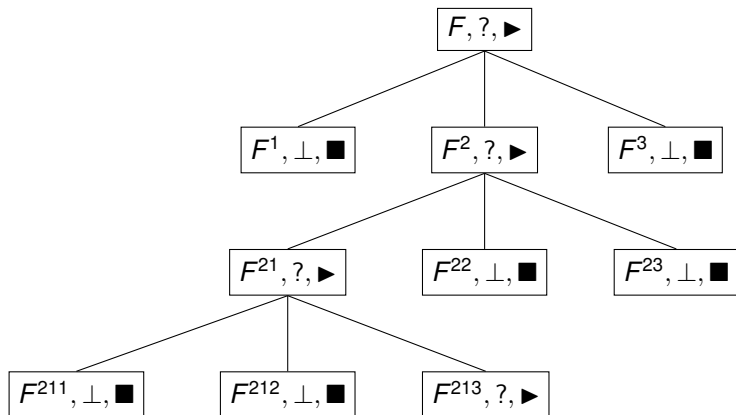 F, ?, ►
F¹, ⊥, ■
F², ?, ►
F³, ⊥, ■
F²¹, ?, ►
F²², ⊥, ■
F²³, ⊥, ■
F²¹¹, ⊥, ■
F²¹², ⊥, ■
F²¹³, ?, ►